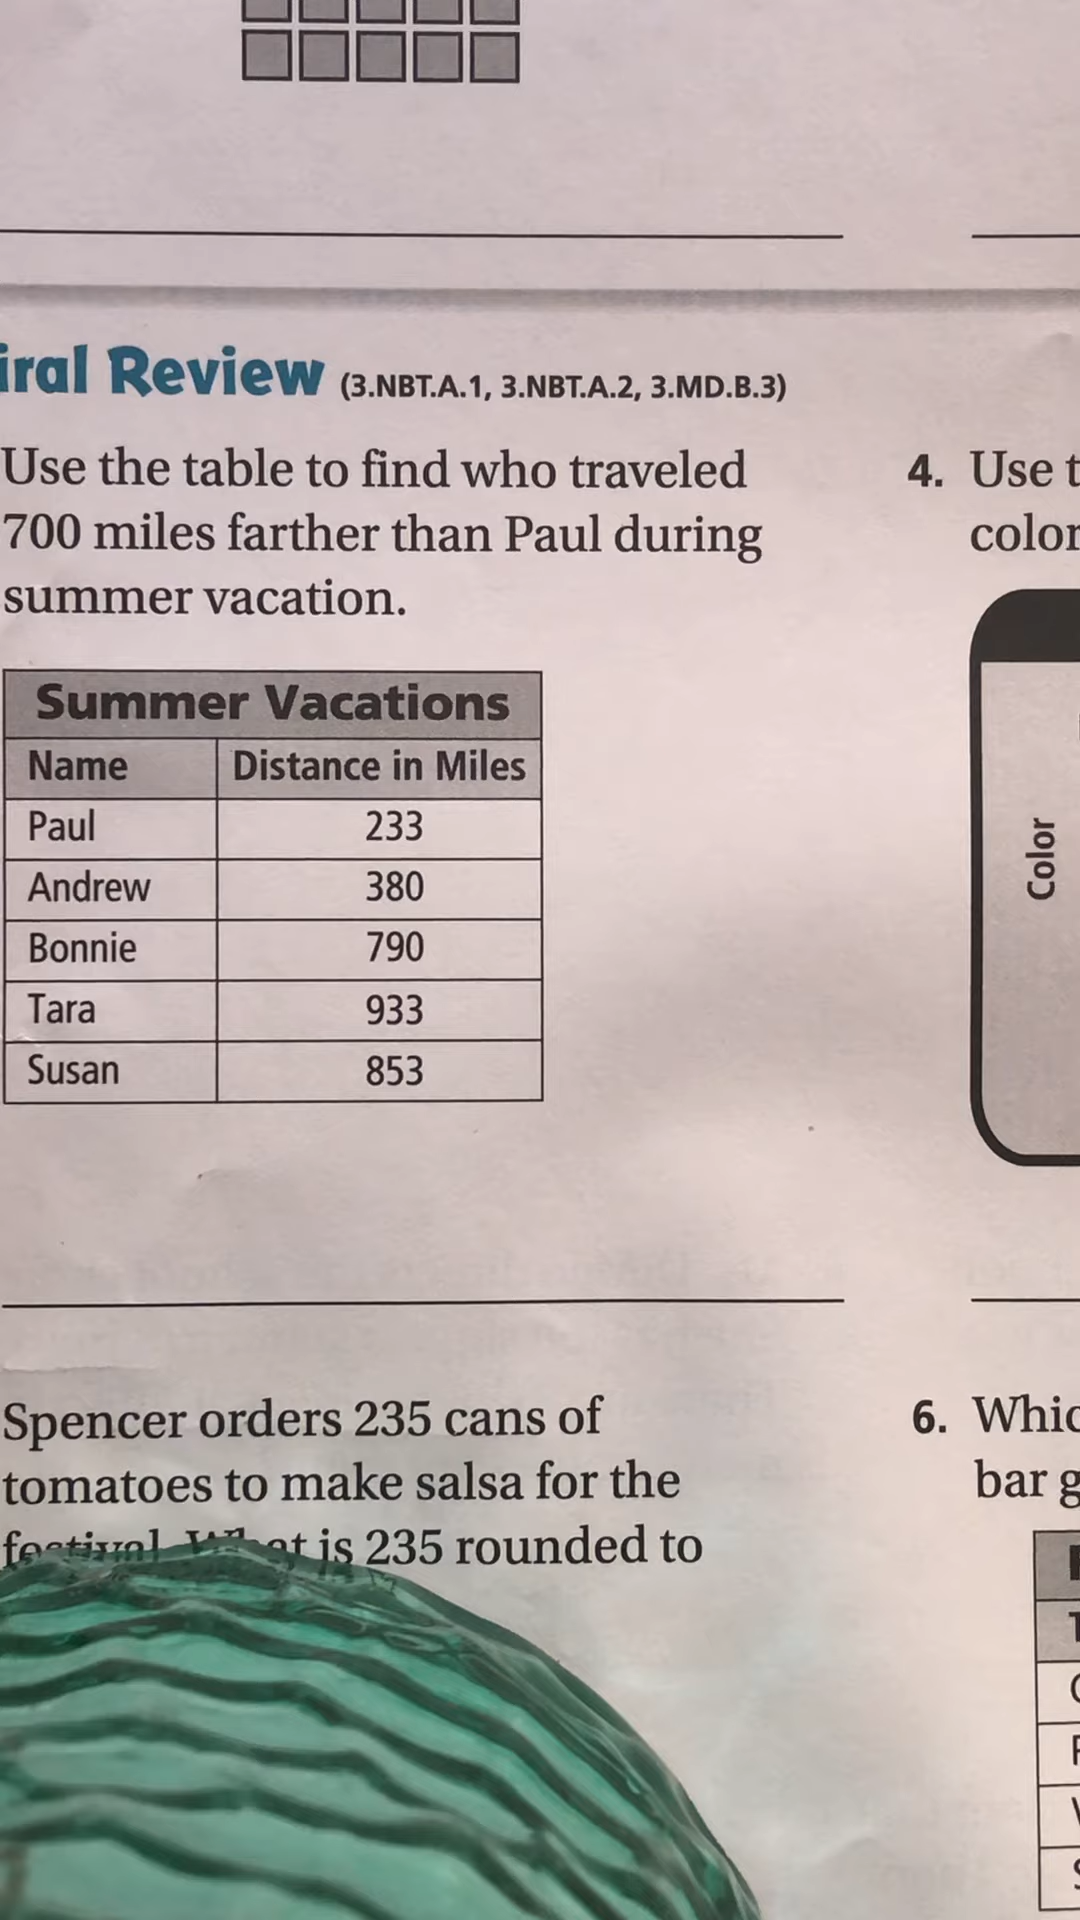 iral Review (3.NBT.A.1, 3.NBT.A.2, 3.MD.B.3)
Use the table to find who traveled
700 miles farther than Paul during
summer vacation.
Summer Vacations
Name Distance in Miles
Paul 233
Andrew 380
Bonnie 790
Tara 933
Susan 853
4. Use t
color
Color
Spencer orders 235 cans of
tomatoes to make salsa for the
festival. What is 235 rounded to
6. Whic
bar g